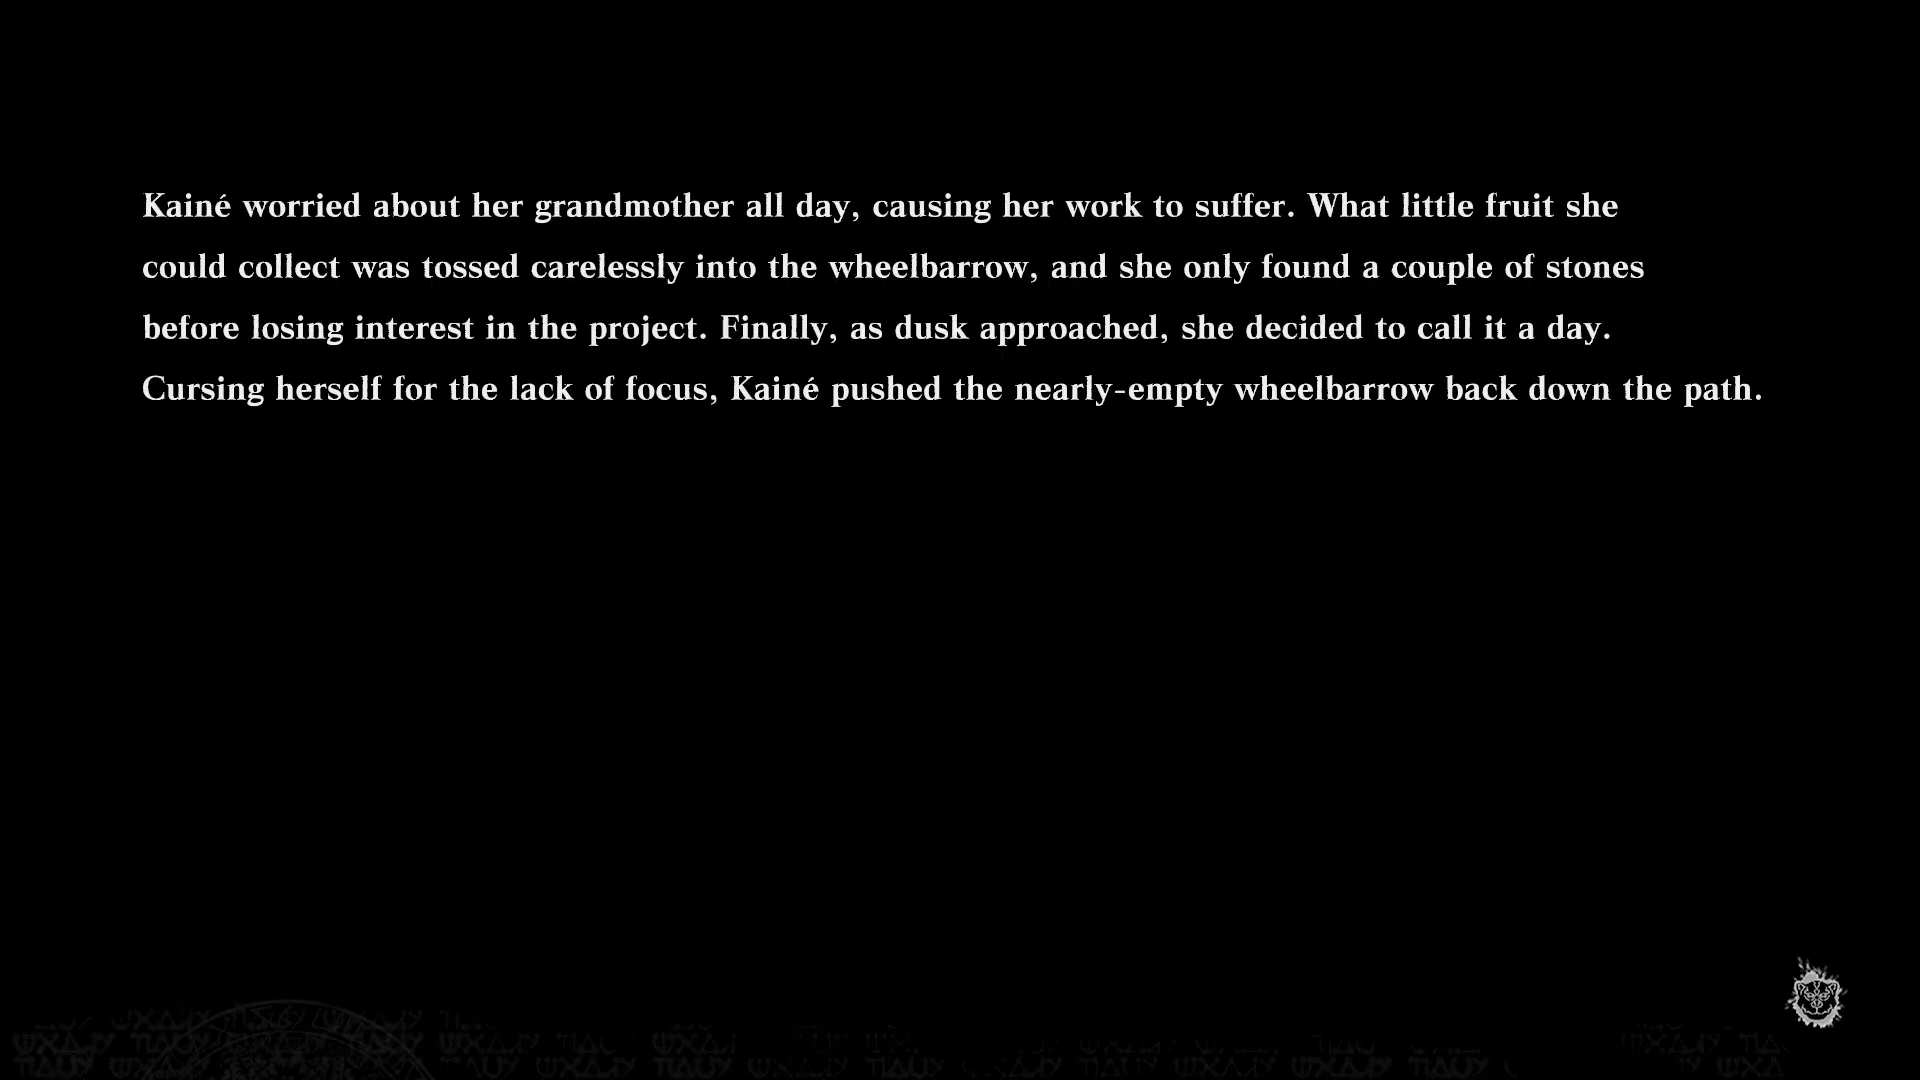 Kainé worried about her grandmother all day, causing her work to suffer. What little fruit she
could collect was tossed carelessly into the wheelbarrow, and she only found a couple of stones
before losing interest in the project. Finally, as dusk approached, she decided to call it a day.
Cursing herself for the lack of focus, Kainé pushed the nearly-empty wheelbarrow back down the path.